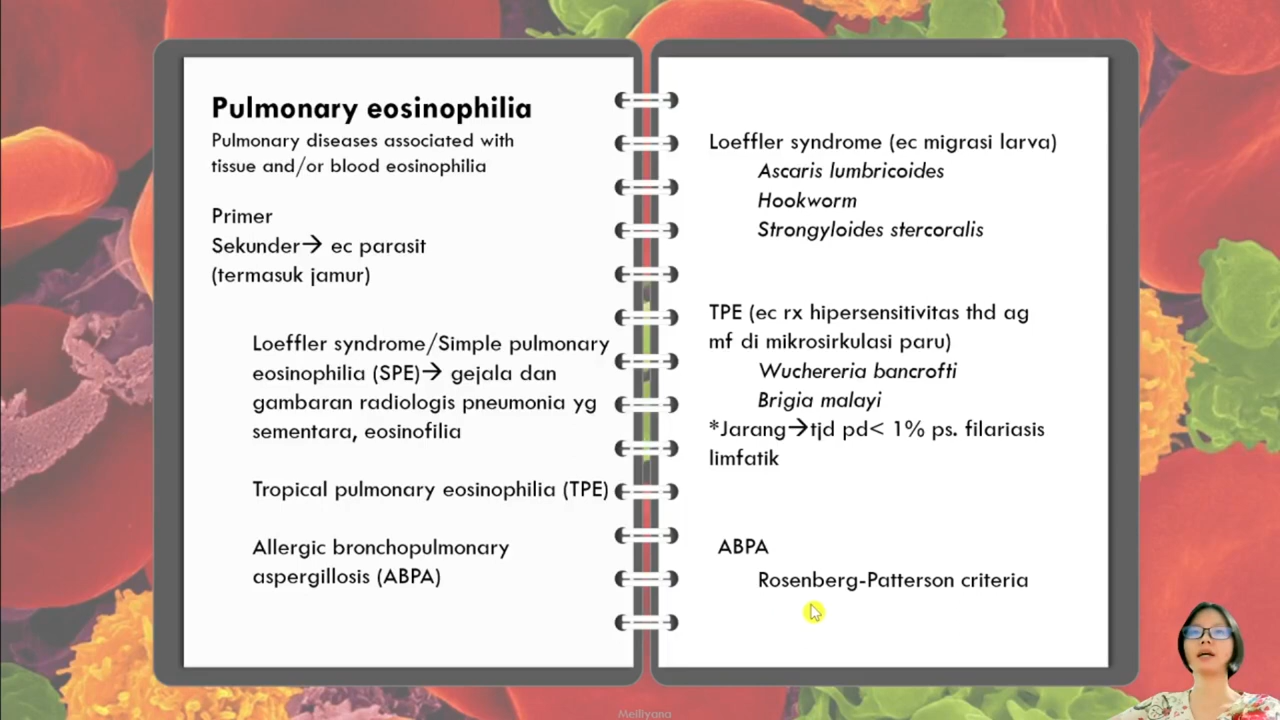 Pulmonary eosinophilia
Pulmonary diseases associated with
tissue and/or blood eosinophilia
Primer
Sekunder→ ec parasit
(termasuk jamur)
Loeffler syndrome/Simple pulmonary
eosinophilia (SPE)→ gejala dan
gambaran radiologis pneumonia yg
sementara, eosinofilia
Tropical pulmonary eosinophilia (TPE)
Allergic bronchopulmonary
aspergillosis (ABPA)
Loeffler syndrome (ec migrasi larva)
Ascaris lumbricoides
Hookworm
Strongyloides stercoralis
TPE (ec rx hipersensitivitas thd ag
mf di mikrosirkulasi paru)
Wuchereria bancrofti
Brigia malayi
*Jarang→tjd pd< 1% ps. filariasis
limfatik
ABPA
Rosenberg-Patterson criteria
Meiliyana